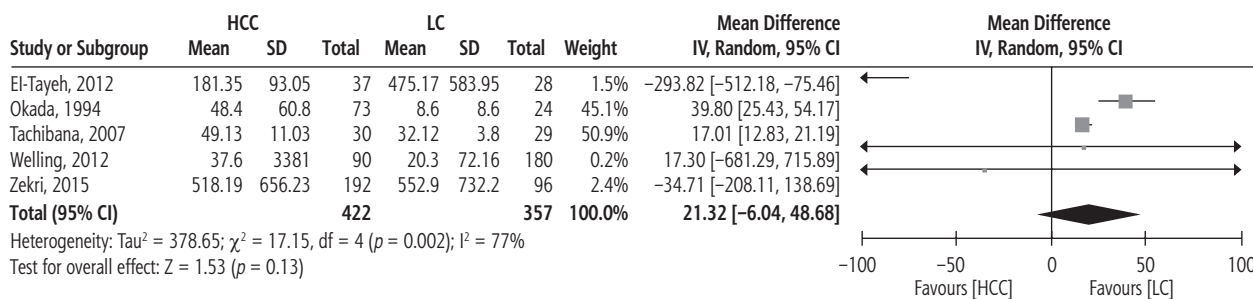 HCC LC Mean Difference Mean Difference
Study or Subgroup Mean SD Total Mean SD Total Weight IV, Random, 95% CI IV, Random, 95% CI
El-Tayeh, 2012 181.35 93.05 37 475.17 583.95 28 1.5% −293.82 [−512.18, −75.46]
Okada, 1994 48.4 60.8 73 8.6 8.6 24 45.1% 39.80 [25.43, 54.17]
Tachibana, 2007 49.13 11.03 30 32.12 3.8 29 50.9% 17.01 [12.83, 21.19]
Welling, 2012 37.6 3381 90 20.3 72.16 180 0.2% 17.30 [−681.29, 715.89]
Zekri, 2015 518.19 656.23 192 552.9 732.2 96 2.4% −34.71 [−208.11, 138.69]
Total (95% CI) 422 357 100.0% 21.32 [−6.04, 48.68]
Heterogeneity: Tau² = 378.65; χ² = 17.15, df = 4 (p = 0.002); I² = 77%
Test for overall effect: Z = 1.53 (p = 0.13)
−100 −50 0 50 100
Favours [HCC] Favours [LC]